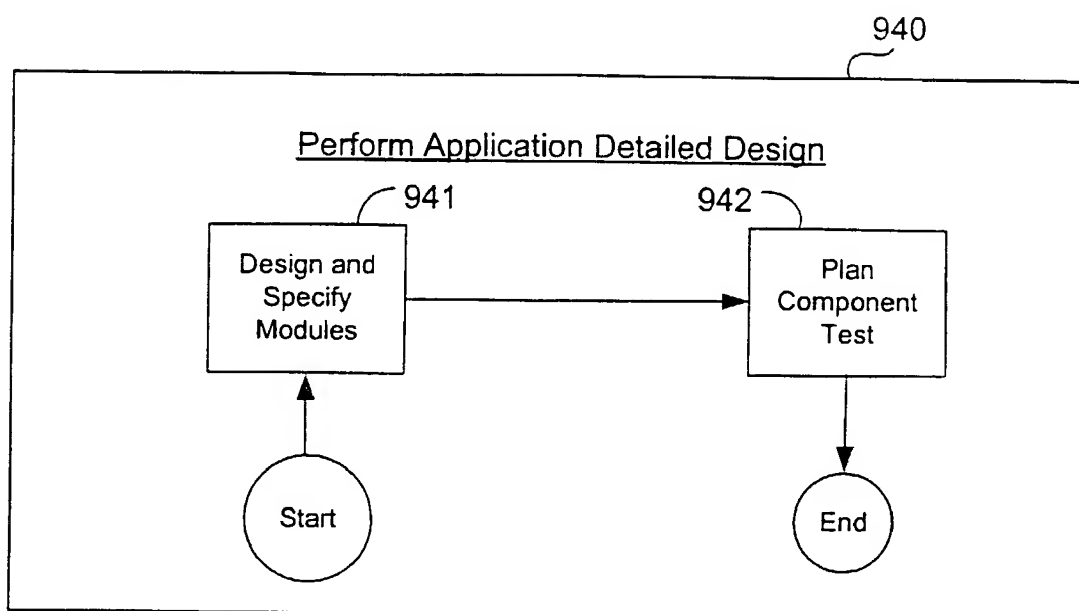 940
Perform Application Detailed Design
941
942
Design and
Specify
Modules
Plan
Component
Test
Start
End